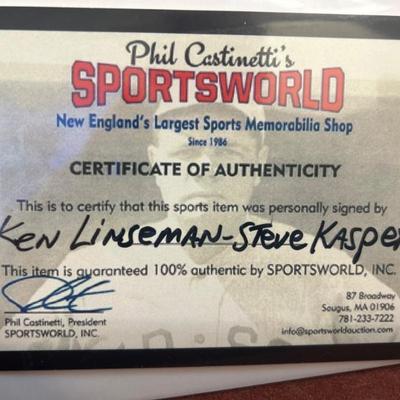 Phil Castinetti's
SPORTSWORLD
New England's Largest Sports Memorabilia Shop
Since 1986
CERTIFICATE OF AUTHENTICITY
This is to certify that this sports item was personally signed by
Ken Linseman-Steve Kasper
This item is guaranteed 100% authentic by SPORTSWORLD, INC.
Phil Castinetti, President
SPORTSWORLD, INC.
87 Broadway
Saugus, MA 01906
781-233-7222
info@sportsworldauction.com